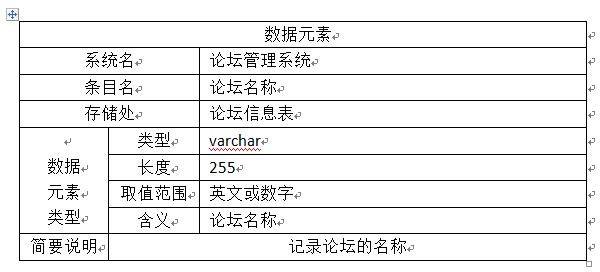 数据元素
系统名 论坛管理系统
条目名 论坛名称
存储处 论坛信息表
数据
元素
类型
类型 varchar
长度 255
取值范围 英文或数字
含义 论坛名称
简要说明 记录论坛的名称